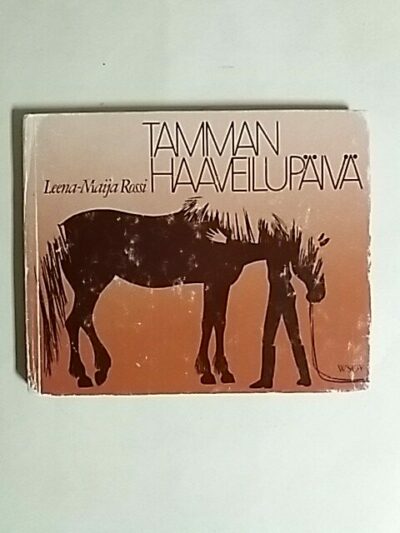 TAMMAN
HAAVEILUPÄIVÄ
Leena-Maija Rossi
WSOY